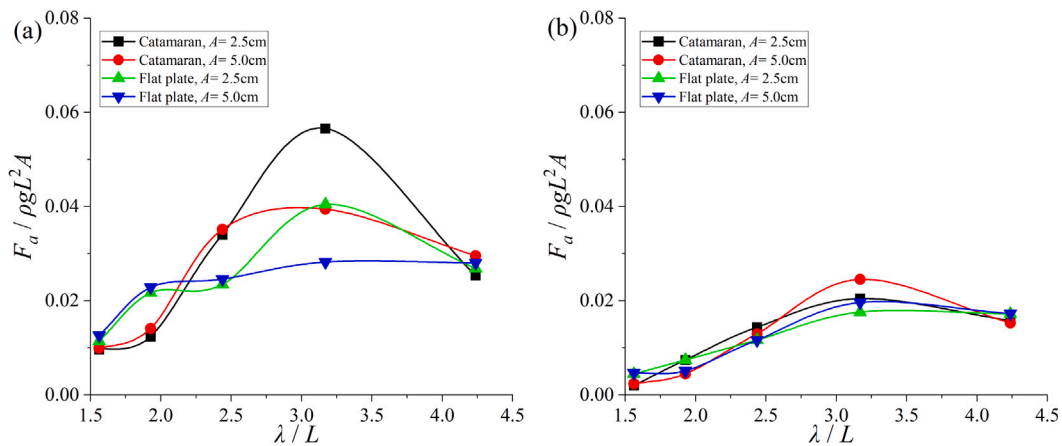 (a)
Catamaran, A= 2.5cm
Catamaran, A= 5.0cm
Flat plate, A= 2.5cm
Flat plate, A= 5.0cm
F_a / ρgL²A
0.08
0.06
0.04
0.02
0.00
1.5 2.0 2.5 3.0 3.5 4.0 4.5
λ / L
(b)
Catamaran, A= 2.5cm
Catamaran, A= 5.0cm
Flat plate, A= 2.5cm
Flat plate, A= 5.0cm
F_a / ρgL²A
0.08
0.06
0.04
0.02
0.00
1.5 2.0 2.5 3.0 3.5 4.0 4.5
λ / L